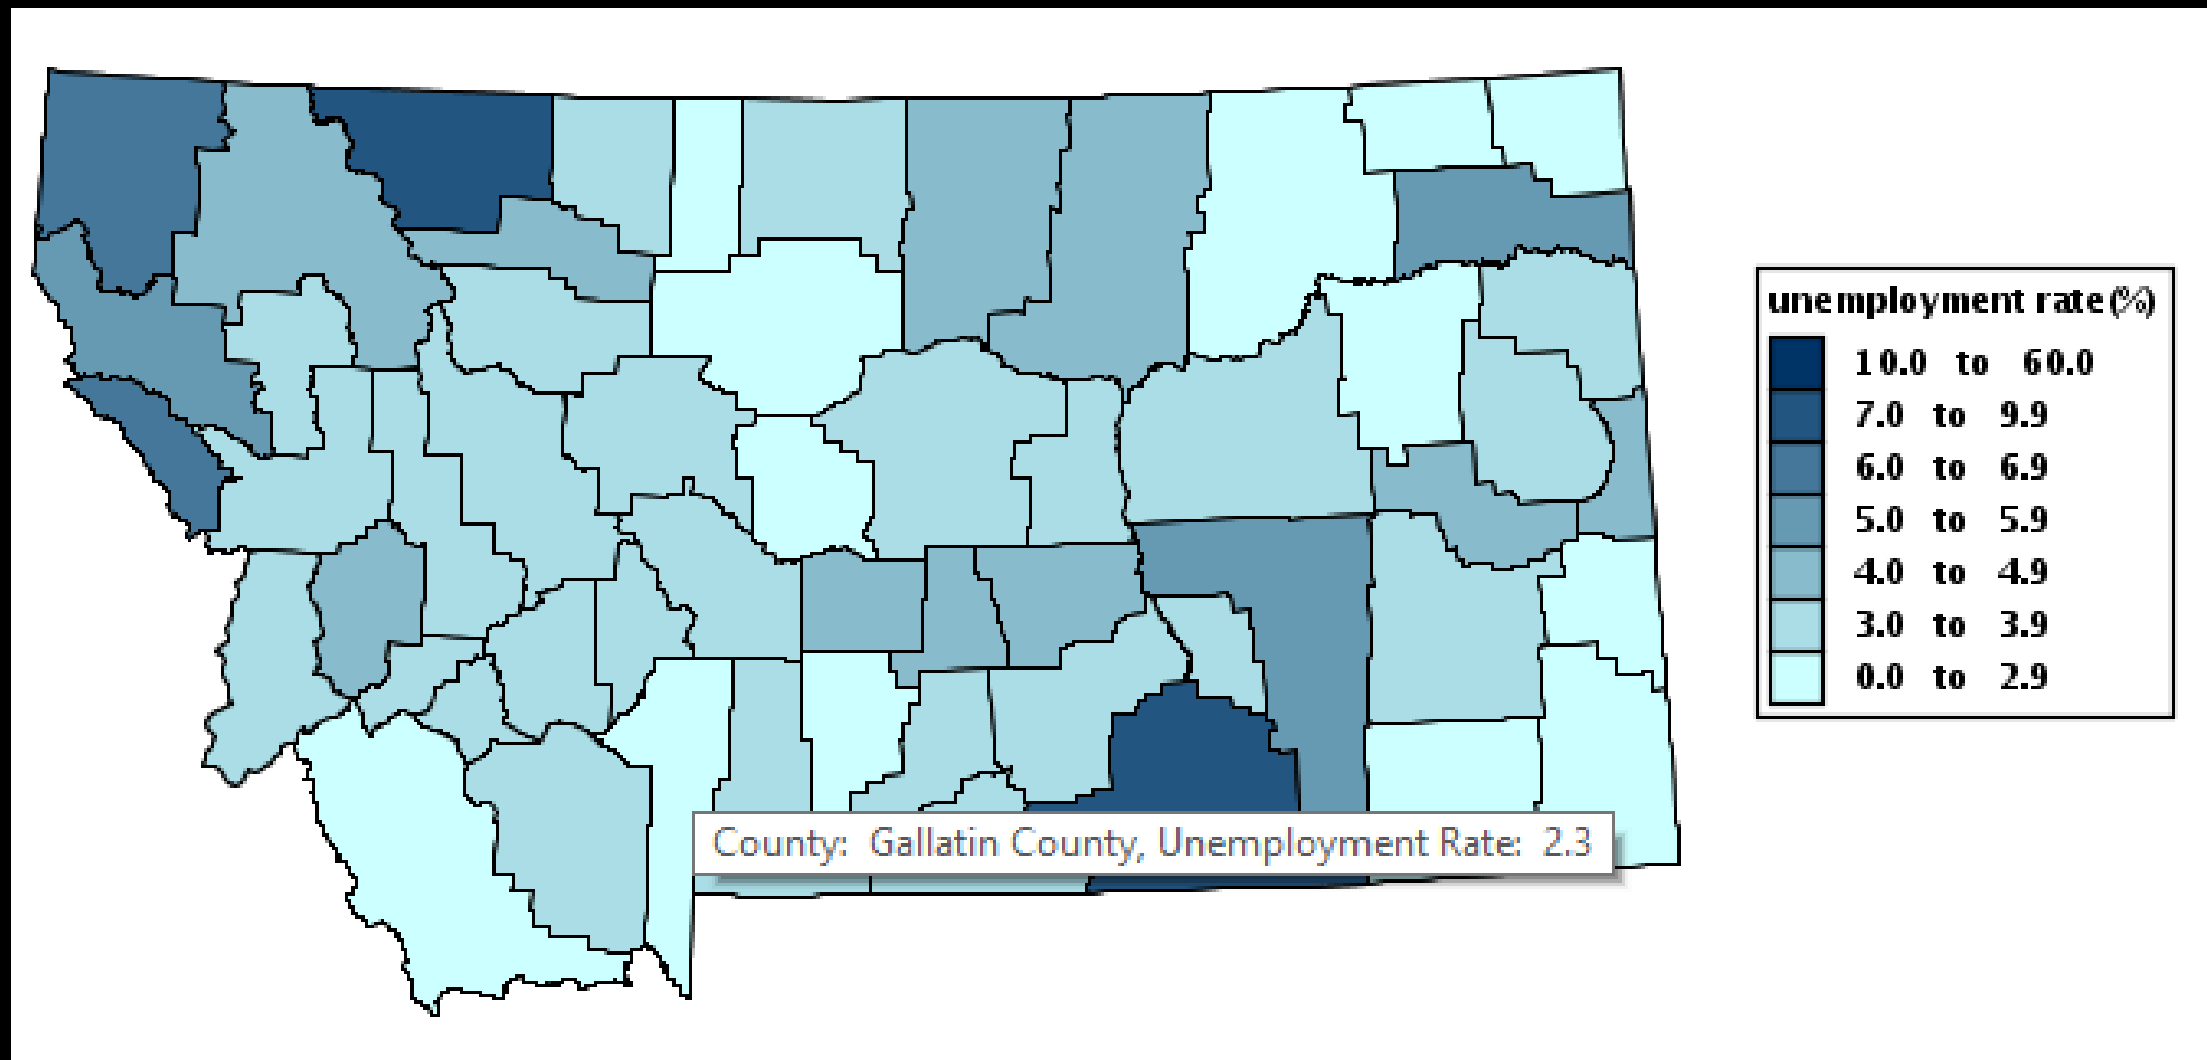 unemployment rate(%)
10.0 to 60.0
7.0 to 9.9
6.0 to 6.9
5.0 to 5.9
4.0 to 4.9
3.0 to 3.9
0.0 to 2.9
County: Gallatin County, Unemployment Rate: 2.3